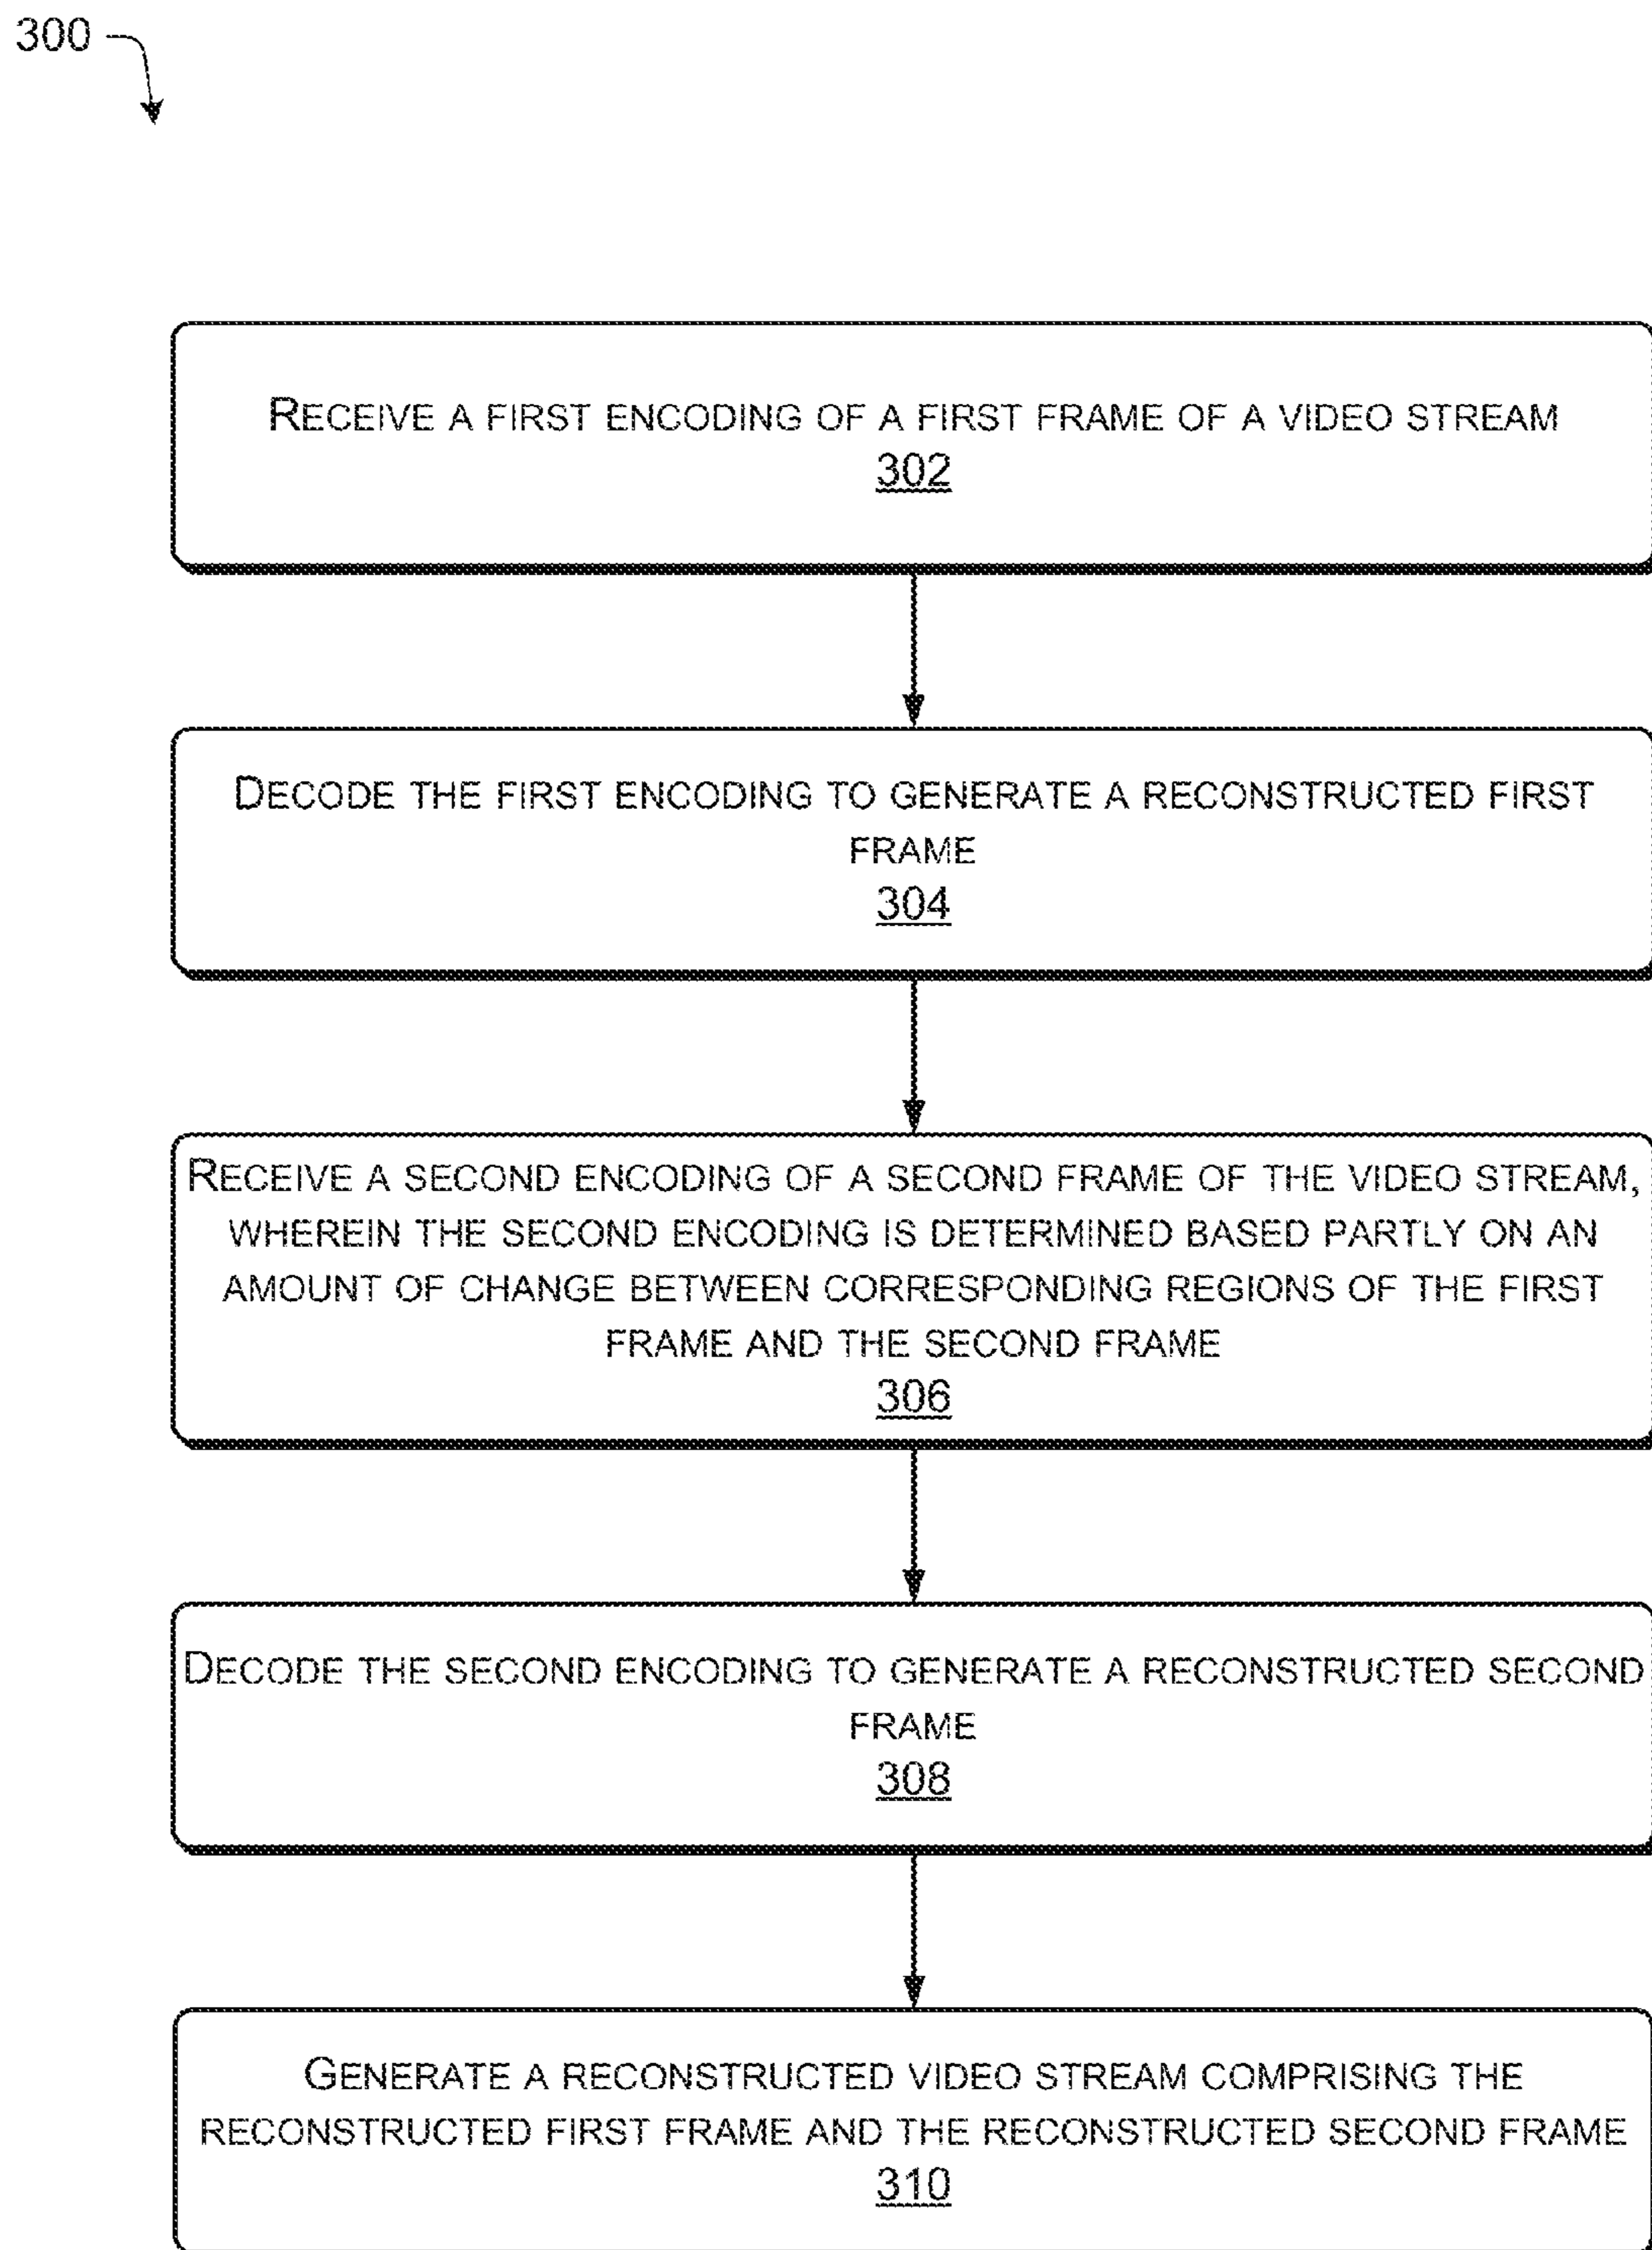 300
RECEIVE A FIRST ENCODING OF A FIRST FRAME OF A VIDEO STREAM
302
DECODE THE FIRST ENCODING TO GENERATE A RECONSTRUCTED FIRST
FRAME
304
RECEIVE A SECOND ENCODING OF A SECOND FRAME OF THE VIDEO STREAM,
WHEREIN THE SECOND ENCODING IS DETERMINED BASED PARTLY ON AN
AMOUNT OF CHANGE BETWEEN CORRESPONDING REGIONS OF THE FIRST
FRAME AND THE SECOND FRAME
306
DECODE THE SECOND ENCODING TO GENERATE A RECONSTRUCTED SECOND
FRAME
308
GENERATE A RECONSTRUCTED VIDEO STREAM COMPRISING THE
RECONSTRUCTED FIRST FRAME AND THE RECONSTRUCTED SECOND FRAME
310